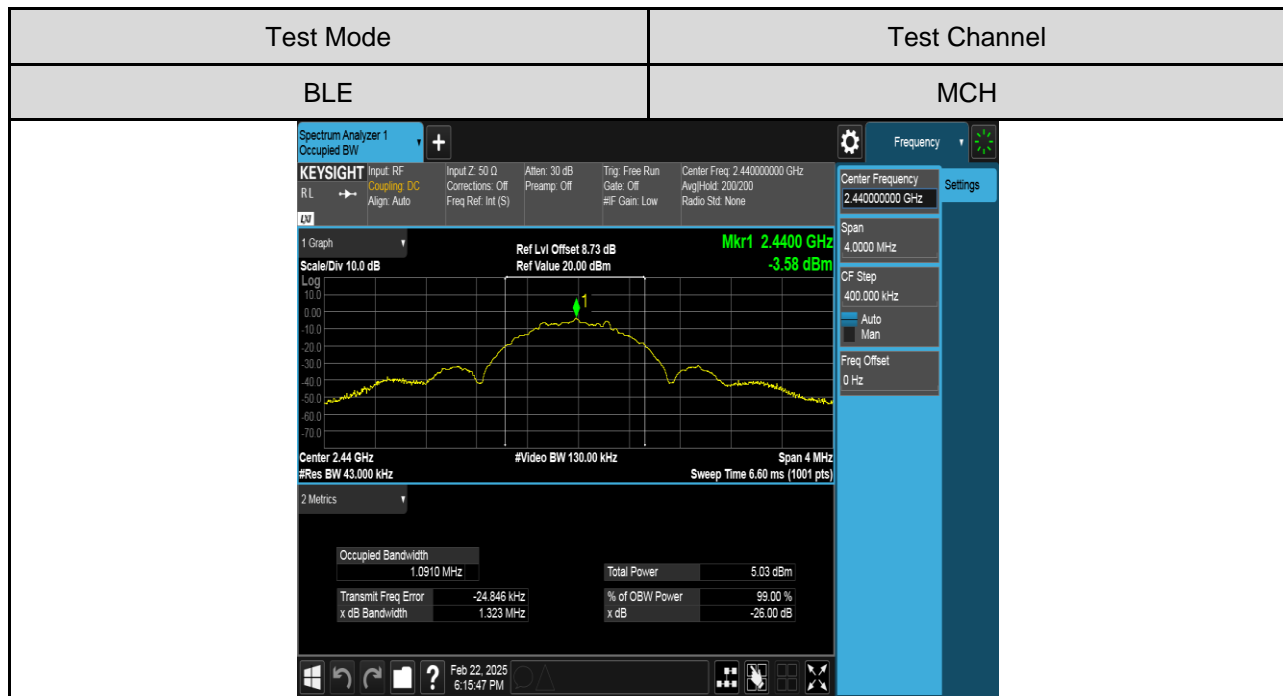 Test Mode Test Channel
BLE MCH
Spectrum Analyzer 1
Occupied BW
+
Frequency
KEYSIGHT Input: RF Input Z: 50 Ω Atten: 30 dB Trig: Free Run Center Freq: 2.440000000 GHz
RL Coupling: DC Corrections: Off Preamp: Off Gate: Off Avg|Hold: 200/200
Align: Auto Freq Ref: Int (S) #IF Gain: Low Radio Std: None
LXI
Center Frequency
2.440000000 GHz
Settings
Span
4.0000 MHz
CF Step
400.000 kHz
Auto
Man
Freq Offset
0 Hz
1 Graph Ref Lvl Offset 8.73 dB Mkr1 2.4400 GHz
Scale/Div 10.0 dB Ref Value 20.00 dBm -3.58 dBm
Log
10.0
1
0.00
-10.0
-20.0
-30.0
-40.0
-50.0
-60.0
-70.0
Center 2.44 GHz #Video BW 130.00 kHz Span 4 MHz
#Res BW 43.000 kHz Sweep Time 6.60 ms (1001 pts)
2 Metrics
Occupied Bandwidth
1.0910 MHz Total Power 5.03 dBm
Transmit Freq Error -24.846 kHz % of OBW Power 99.00 %
x dB Bandwidth 1.323 MHz x dB -26.00 dB
? Feb 22, 2025
6:15:47 PM